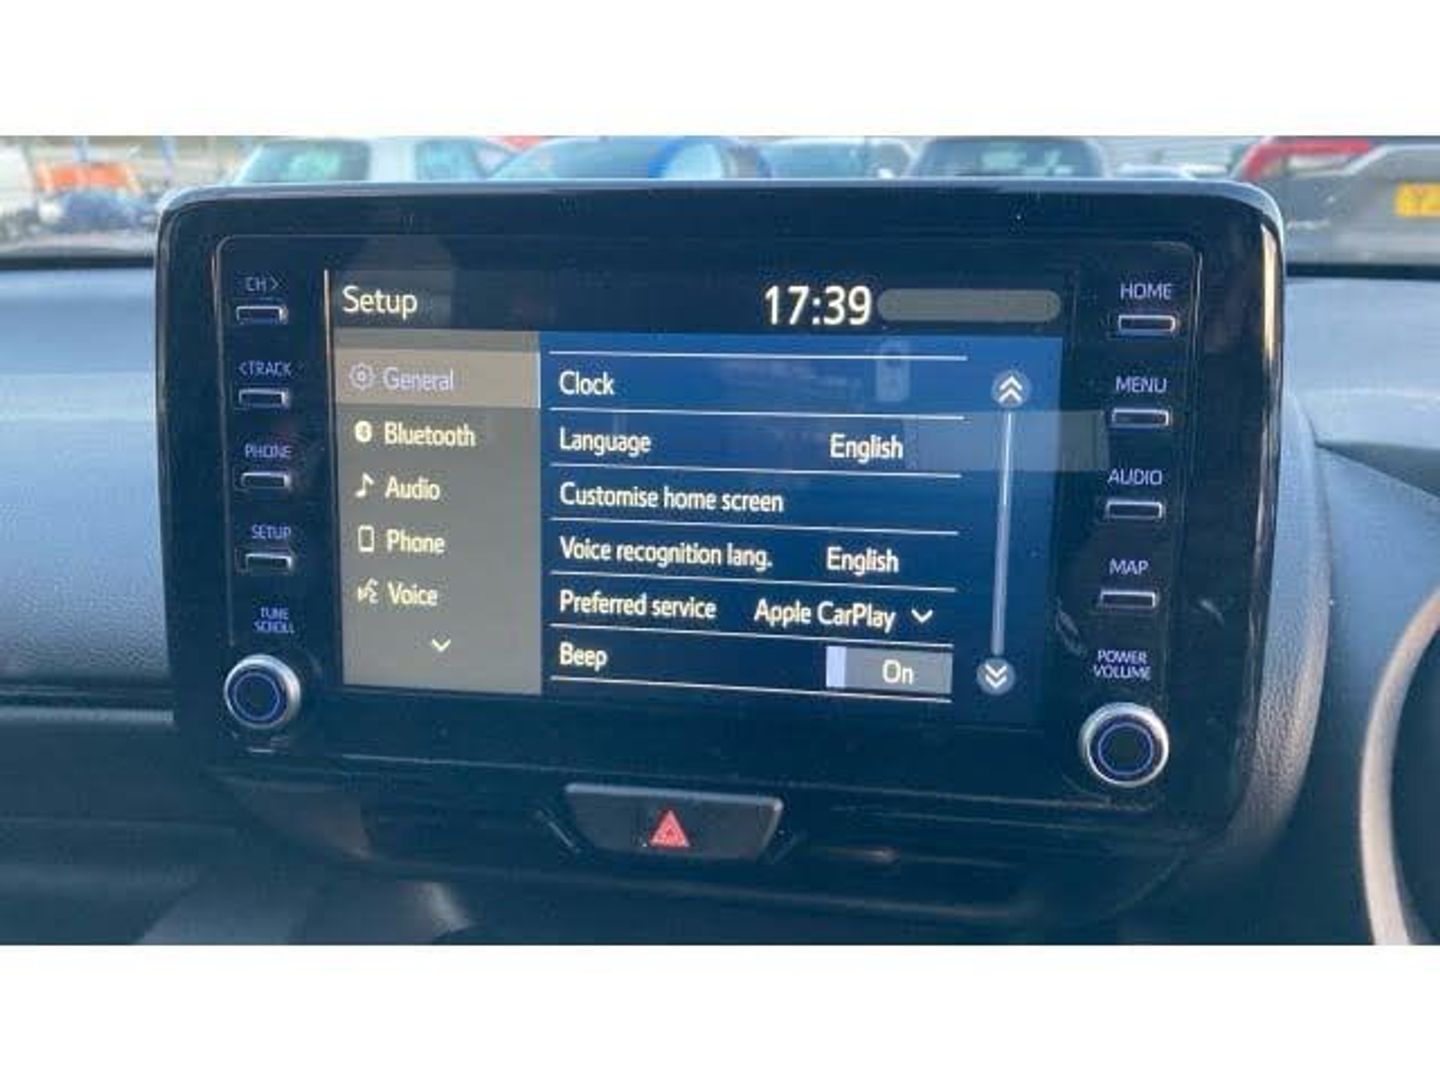 CH>
<TRACK
PHONE
SETUP
TUNE
SCROLL
Setup
17:39
General
Bluetooth
Audio
Phone
Voice
Clock
Language English
Customise home screen
Voice recognition lang. English
Preferred service Apple CarPlay
Beep On
HOME
MENU
AUDIO
MAP
POWER
VOLUME